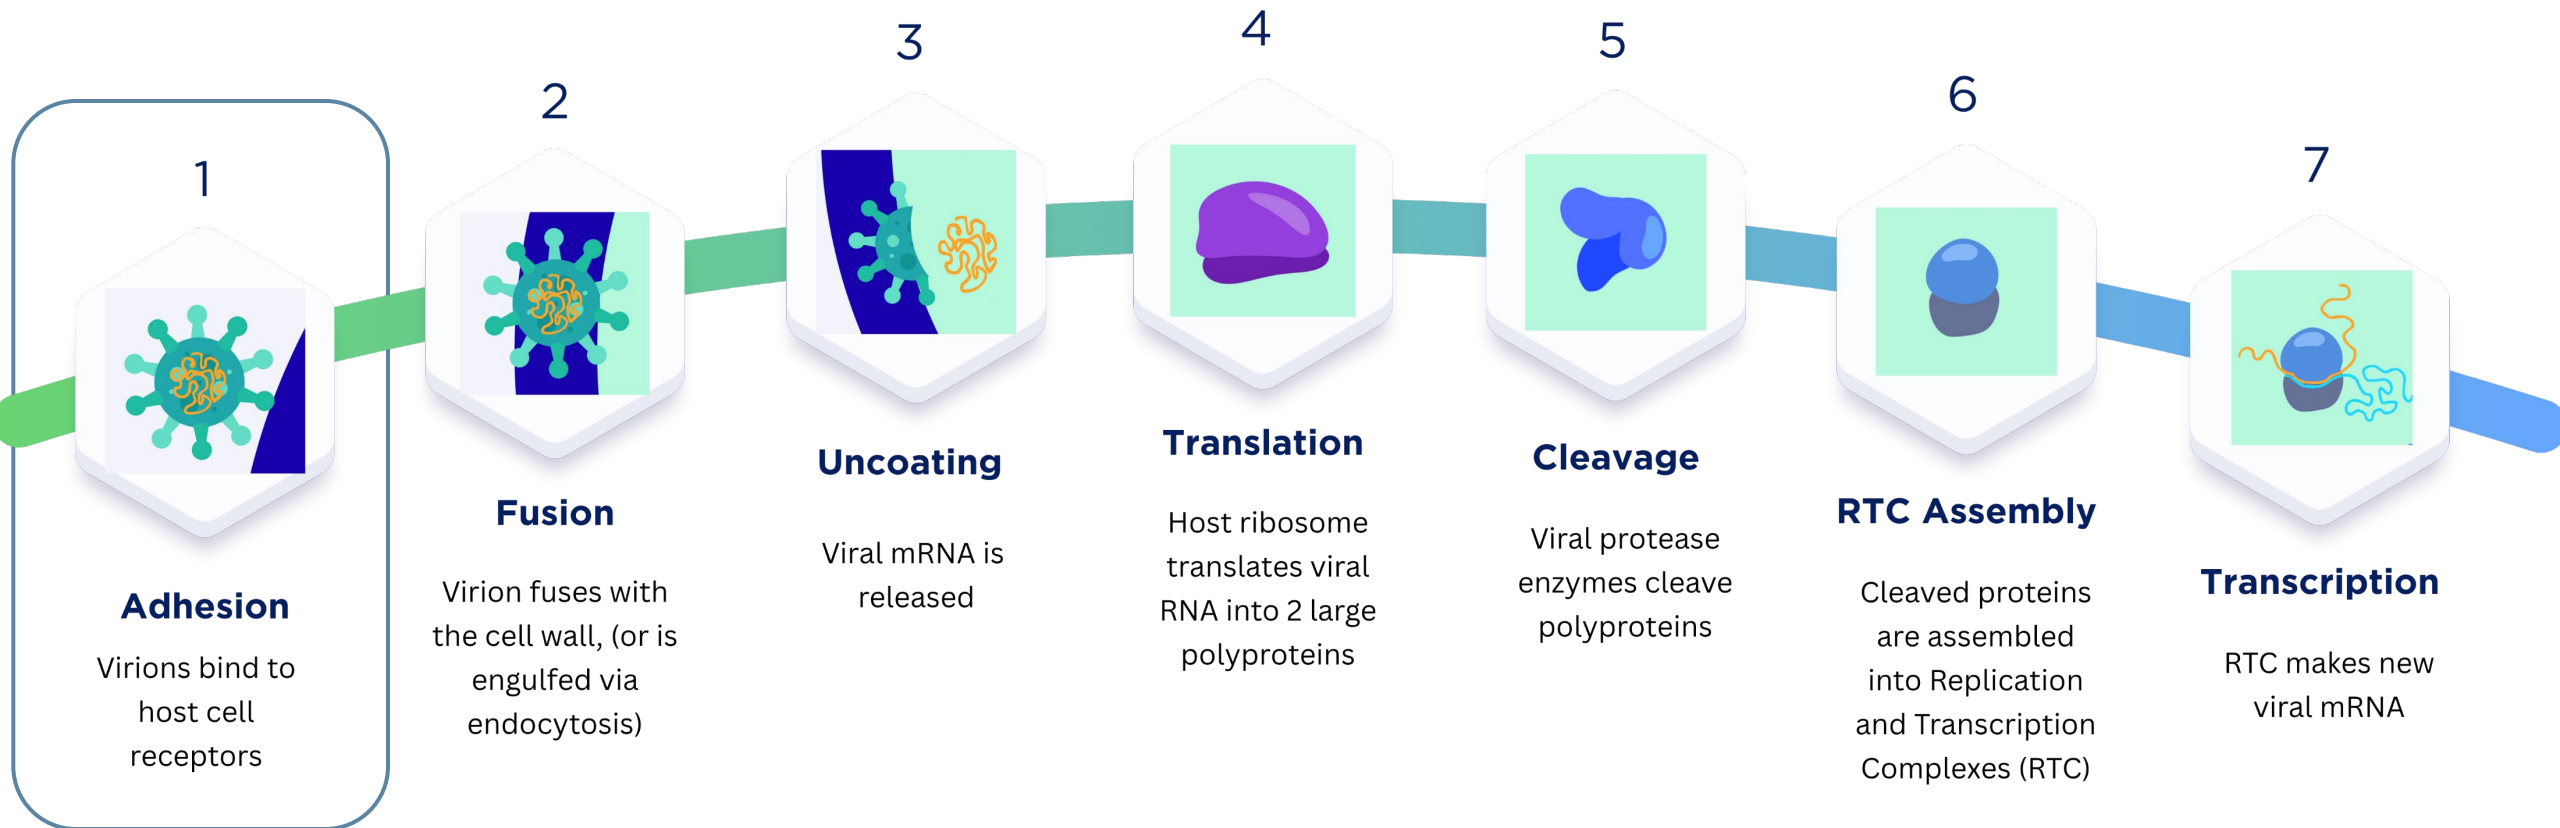 1
Adhesion
Virions bind to
host cell
receptors
2
Fusion
Virion fuses with
the cell wall, (or is
engulfed via
endocytosis)
3
Uncoating
Viral mRNA is
released
4
Translation
Host ribosome
translates viral
RNA into 2 large
polyproteins
5
Cleavage
Viral protease
enzymes cleave
polyproteins
6
RTC Assembly
Cleaved proteins
are assembled
into Replication
and Transcription
Complexes (RTC)
7
Transcription
RTC makes new
viral mRNA